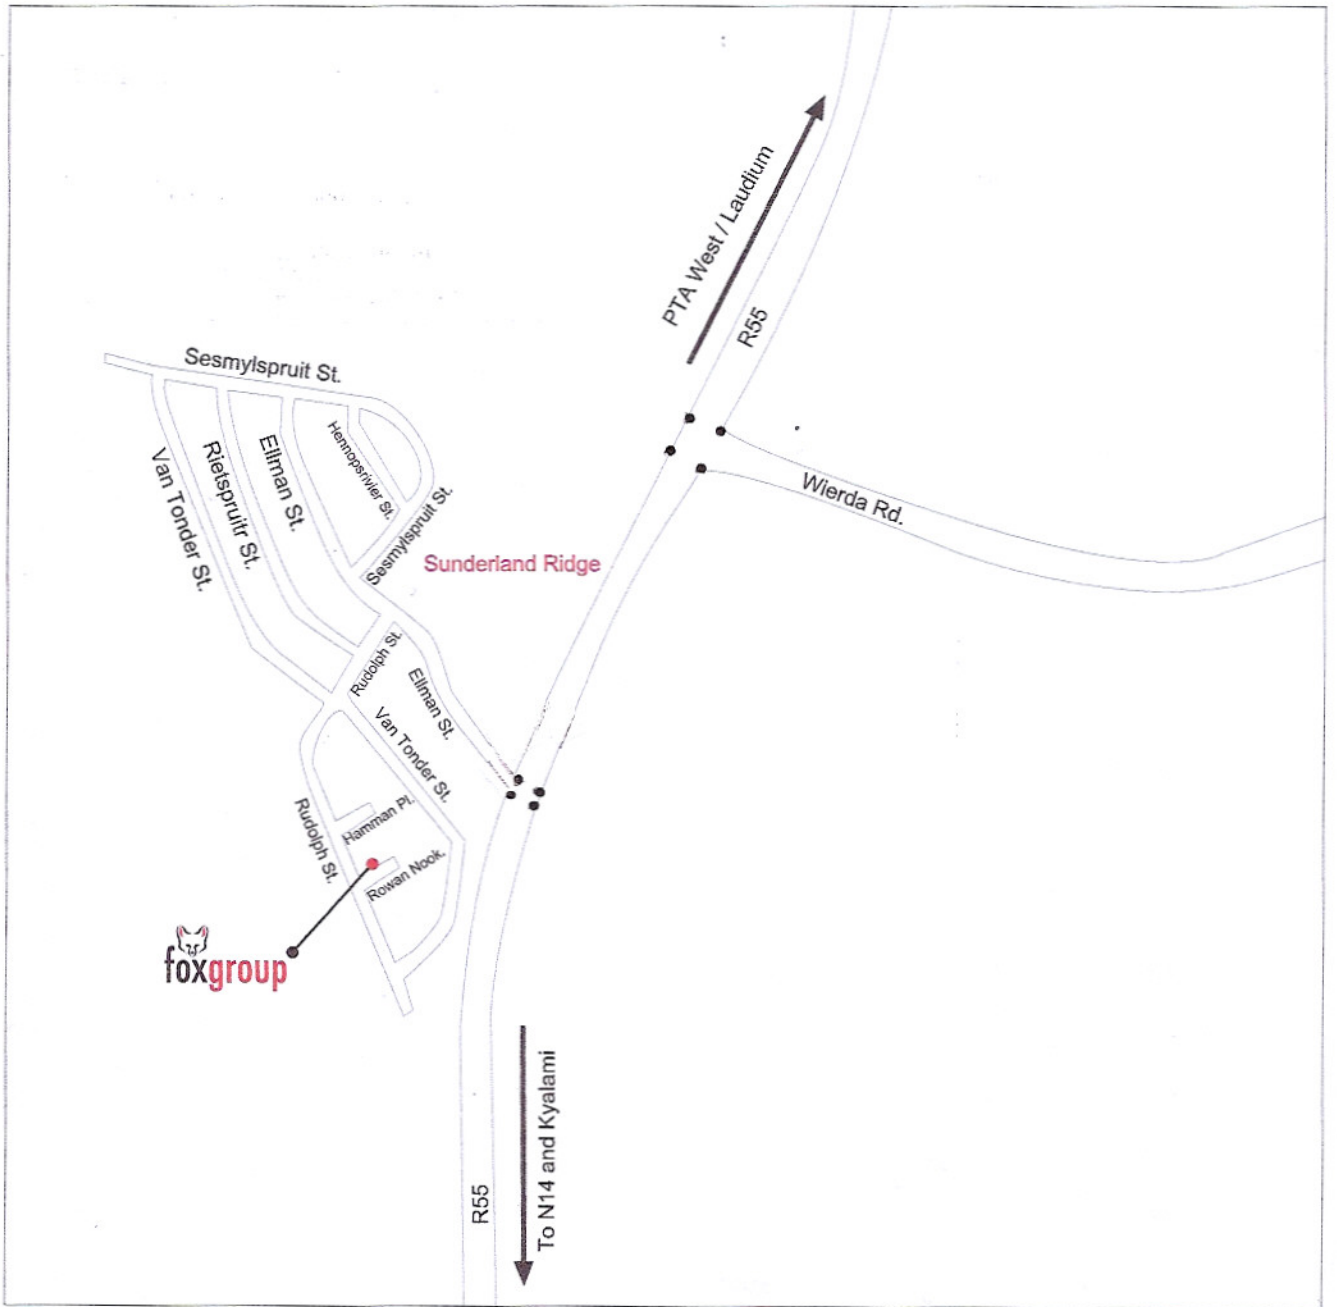 PTA West / Laudium
R55
Sesmylspruit St.
Hennopsrivier St.
Ellman St.
Rietspruitr St.
Van Tonder St.
Sesmylspruit St.
Wierda Rd.
Sunderland Ridge
Rudolph St.
Ellman St.
Van Tonder St.
Hamman Pl.
Rudolph St.
Rowan Nook.
foxgroup
To N14 and Kyalami
R55